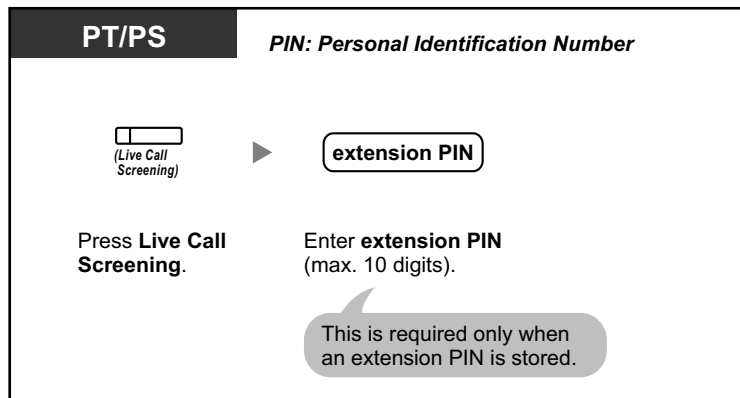 PT/PS
PIN: Personal Identification Number
(Live Call
Screening)
extension PIN
Press Live Call
Screening.
Enter extension PIN
(max. 10 digits).
This is required only when
an extension PIN is stored.